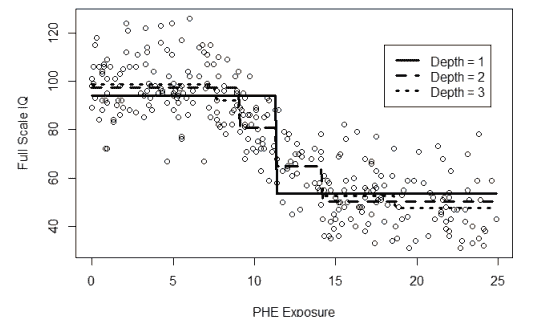 Full Scale IQ
120
100
80
60
40
Depth = 1
Depth = 2
Depth = 3
0 5 10 15 20 25
PHE Exposure